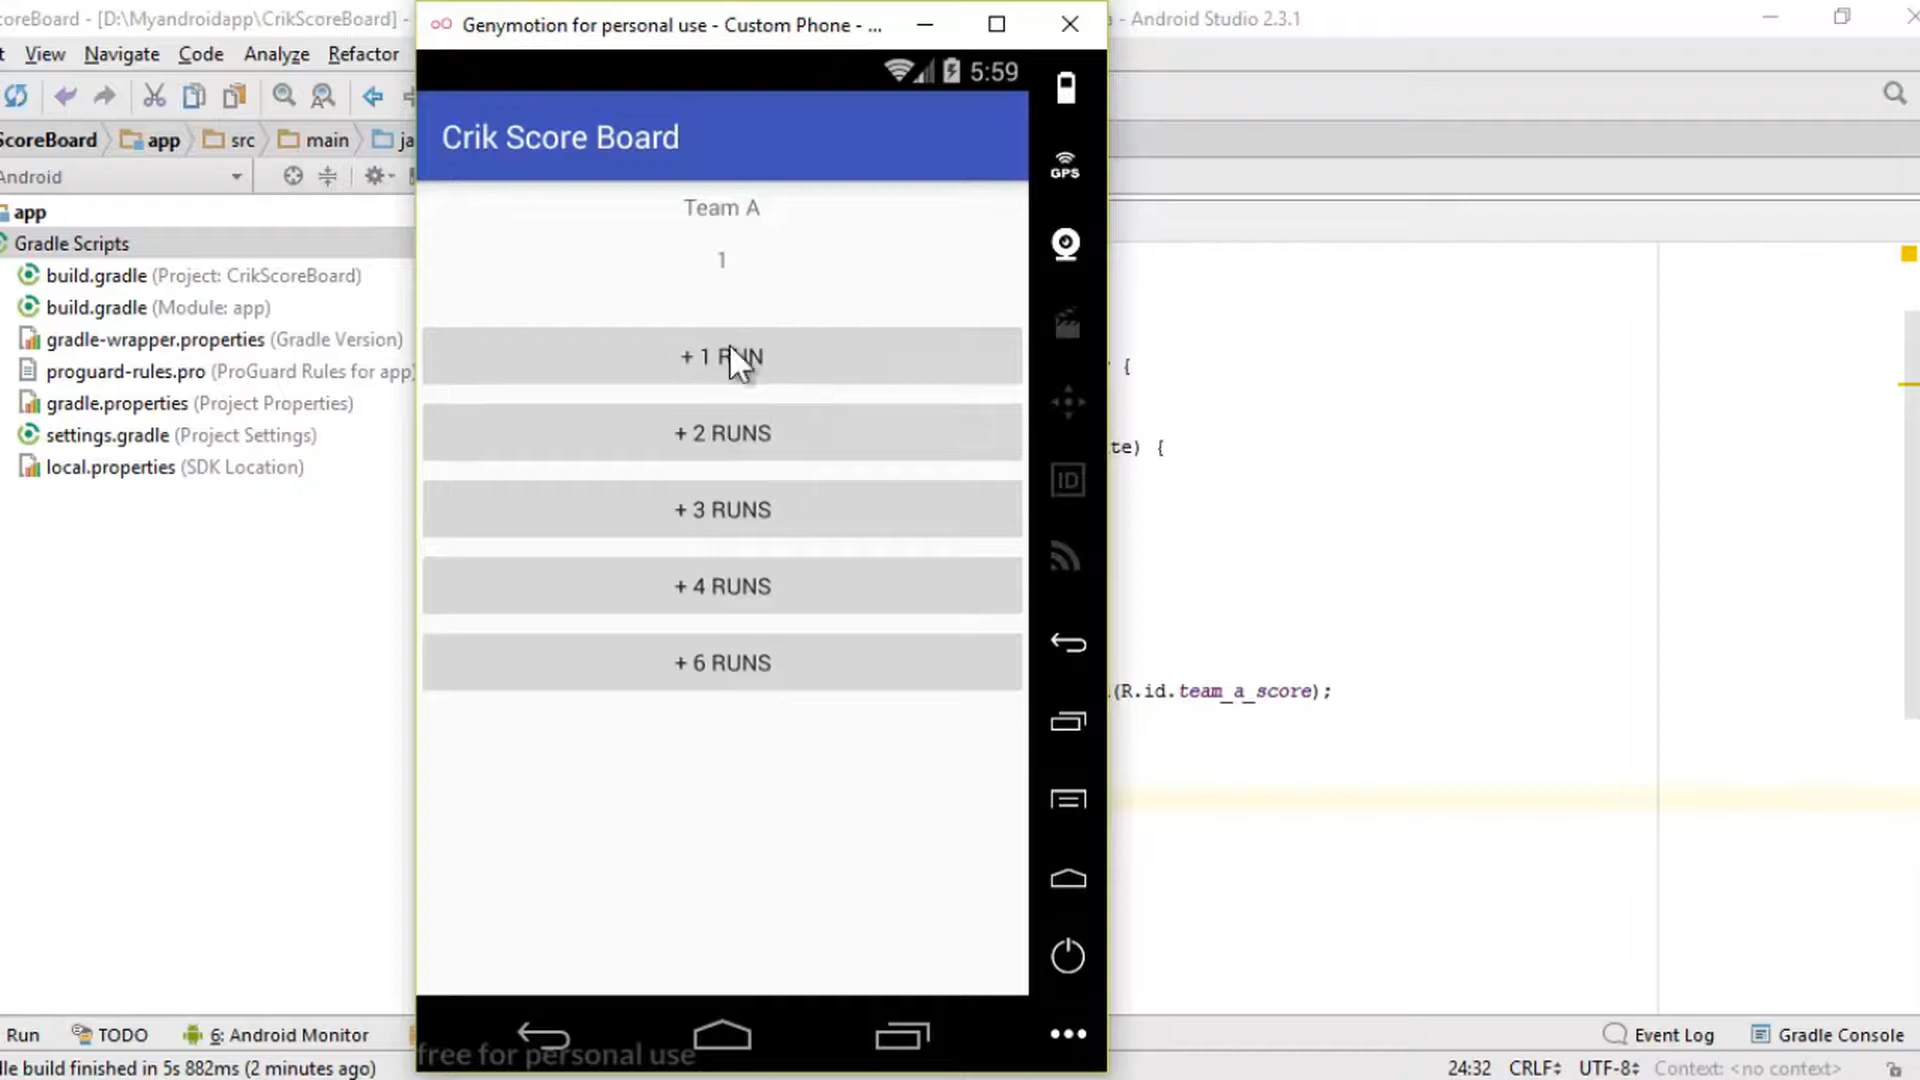 coreBoard - [D:\Myandroidapp\CrikScoreBoard] -
Genymotion for personal use - Custom Phone - ...
- Android Studio 2.3.1
View Navigate Code Analyze Refactor
5:59
GPS
Crik Score Board
ScoreBoard app src main ja
Android
app
Gradle Scripts
build.gradle (Project: CrikScoreBoard)
build.gradle (Module: app)
gradle-wrapper.properties (Gradle Version)
proguard-rules.pro (ProGuard Rules for app)
gradle.properties (Project Properties)
settings.gradle (Project Settings)
local.properties (SDK Location)
Team A
1
+ 1 RUN
+ 2 RUNS
+ 3 RUNS
+ 4 RUNS
+ 6 RUNS
ID
{
te) {
(R.id.team_a_score);
free for personal use
Run TODO 6: Android Monitor
Event Log Gradle Console
le build finished in 5s 882ms (2 minutes ago)
24:32 CRLF UTF-8 Context: <no context>